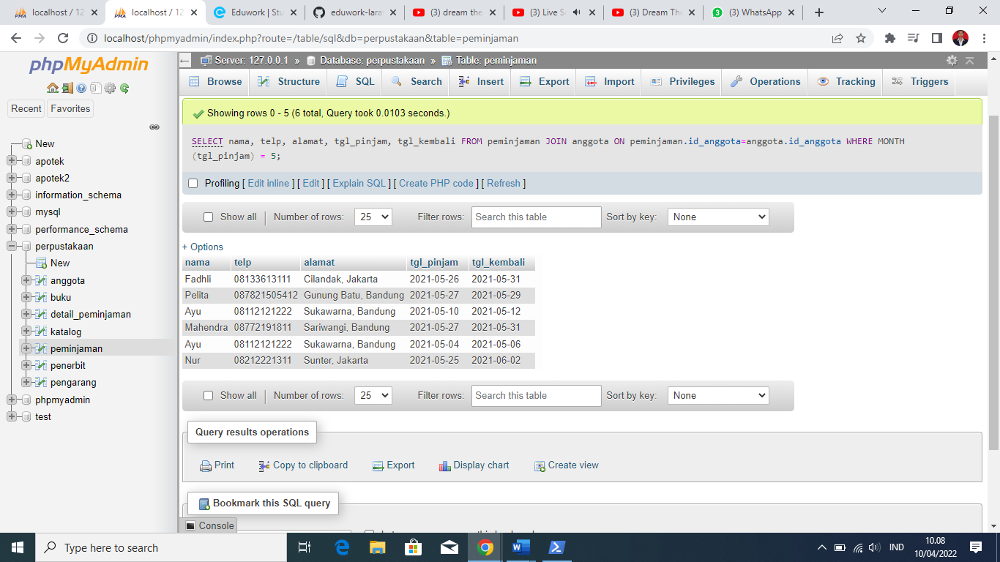 localhost / 12
localhost / 12
Eduwork | Stu
eduwork-lara
(3) dream the
(3) Live S
(3) Dream The
(3) WhatsApp
localhost/phpmyadmin/index.php?route=/table/sql&db=perpustakaan&table=peminjaman
phpMyAdmin
Recent Favorites
New
apotek
apotek2
information_schema
mysql
performance_schema
perpustakaan
New
anggota
buku
detail_peminjaman
katalog
peminjaman
penerbit
pengarang
phpmyadmin
test
Server: 127.0.0.1 » Database: perpustakaan » Table: peminjaman
Browse Structure SQL Search Insert Export Import Privileges Operations Tracking Triggers
Showing rows 0 - 5 (6 total, Query took 0.0103 seconds.)
SELECT nama, telp, alamat, tgl_pinjam, tgl_kembali FROM peminjaman JOIN anggota ON peminjaman.id_anggota=anggota.id_anggota WHERE MONTH
(tgl_pinjam) = 5;
Profiling [ Edit inline ] [ Edit ] [ Explain SQL ] [ Create PHP code ] [ Refresh ]
Show all | Number of rows: 25 Filter rows: Search this table Sort by key: None
+ Options
nama telp alamat tgl_pinjam tgl_kembali
Fadhli 08133613111 Cilandak, Jakarta 2021-05-26 2021-05-31
Pelita 087821505412 Gunung Batu, Bandung 2021-05-27 2021-05-29
Ayu 08112121222 Sukawarna, Bandung 2021-05-10 2021-05-12
Mahendra 08772191811 Sariwangi, Bandung 2021-05-27 2021-05-31
Ayu 08112121222 Sukawarna, Bandung 2021-05-04 2021-05-06
Nur 08212221311 Sunter, Jakarta 2021-05-25 2021-06-02
Show all | Number of rows: 25 Filter rows: Search this table Sort by key: None
Query results operations
Print Copy to clipboard Export Display chart Create view
Bookmark this SQL query
Console
Type here to search
IND
10.08
10/04/2022